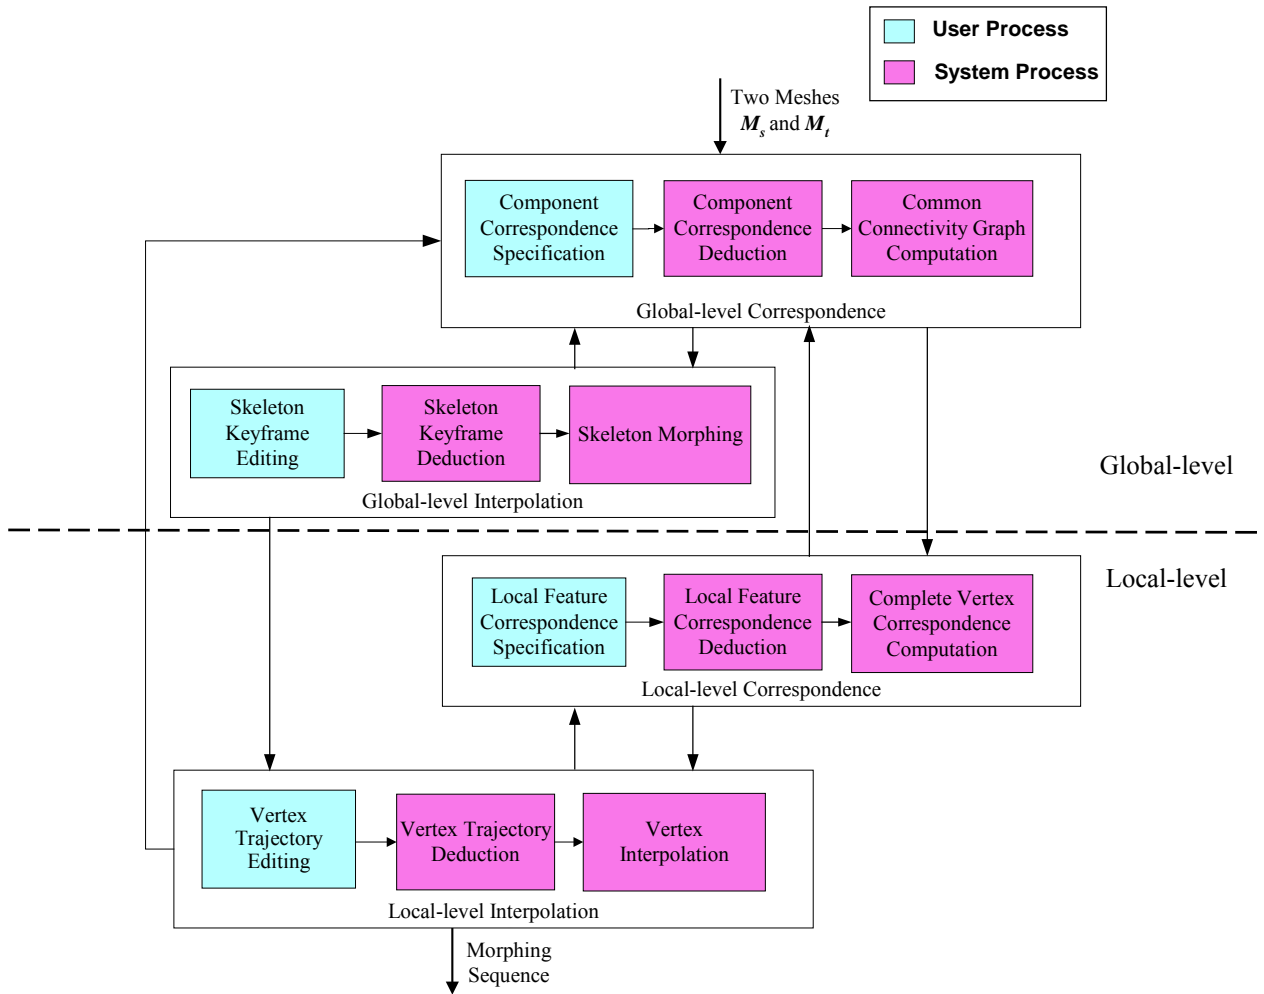 User Process
System Process
Two Meshes
Ms and Mt
Component
Correspondence
Specification
Component
Correspondence
Deduction
Common
Connectivity Graph
Computation
Global-level Correspondence
Skeleton
Keyframe
Editing
Skeleton
Keyframe
Deduction
Skeleton Morphing
Global-level Interpolation
Global-level
Local-level
Local Feature
Correspondence
Specification
Local Feature
Correspondence
Deduction
Complete Vertex
Correspondence
Computation
Local-level Correspondence
Vertex
Trajectory
Editing
Vertex Trajectory
Deduction
Vertex
Interpolation
Local-level Interpolation
Morphing
Sequence